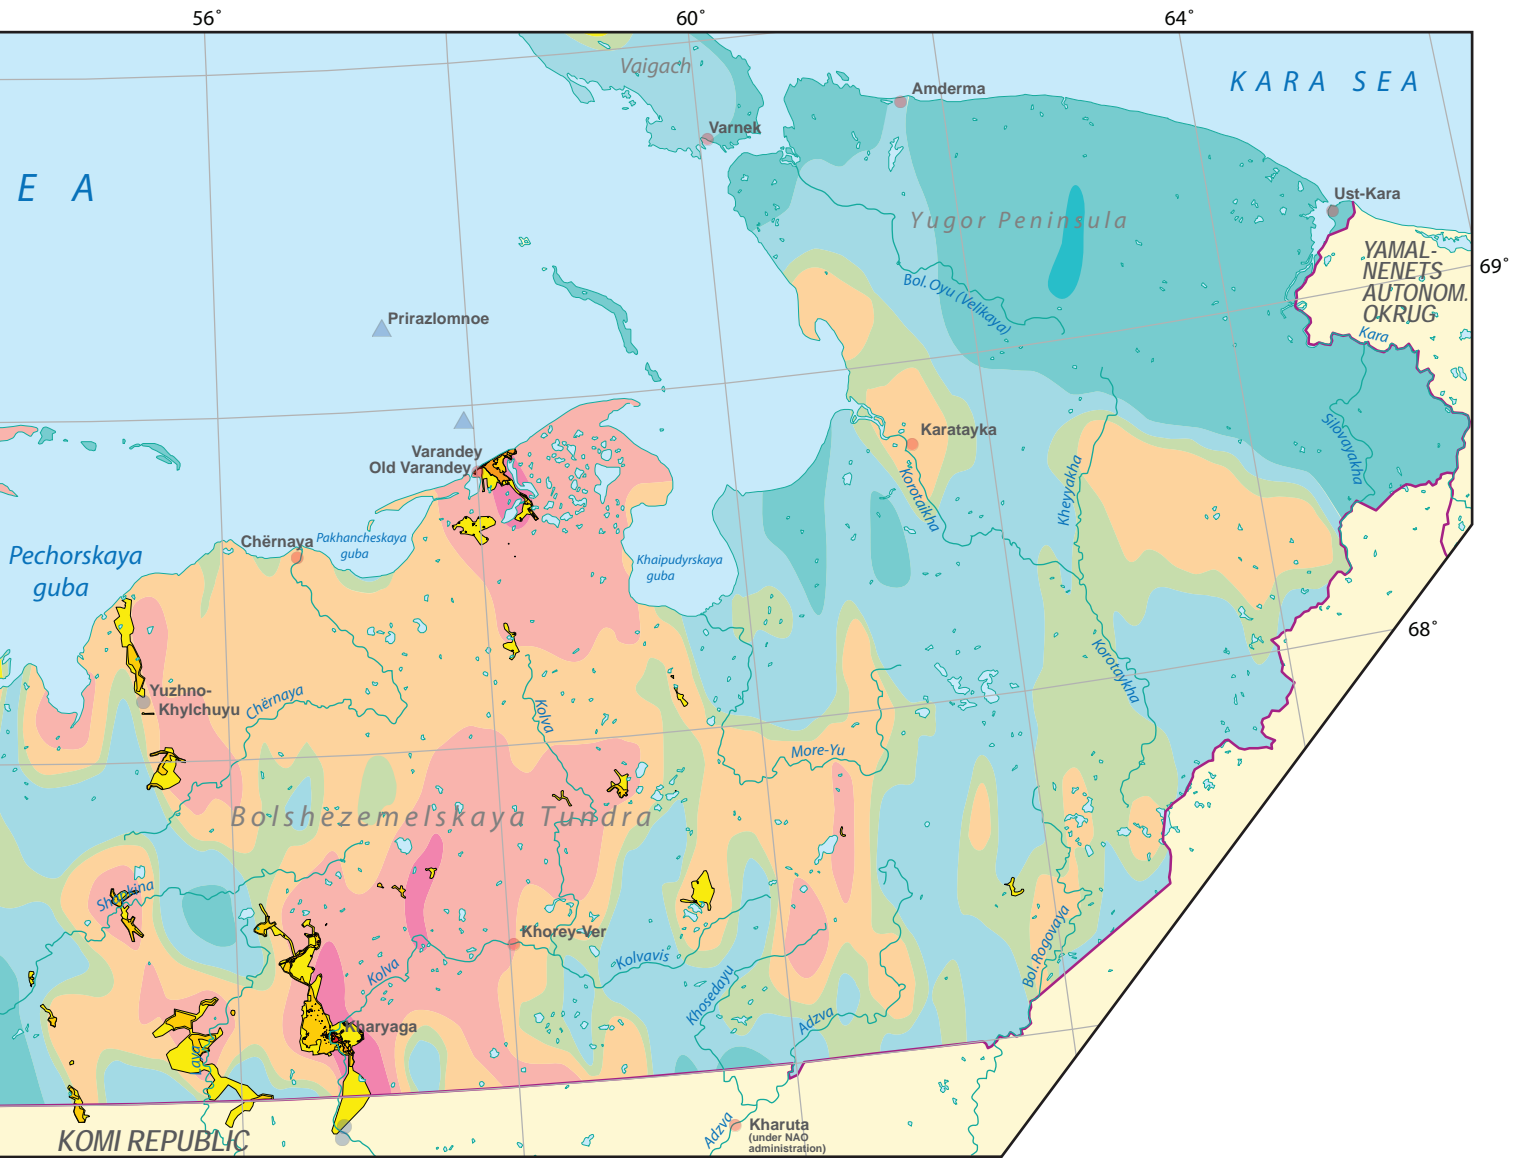 56°
60°
64°
Vaigach
KARA SEA
Amderma
Varnek
E A
Ust-Kara
Yugor Peninsula
YAMAL-
NENETS
AUTONOM.
OKRUG
69°
Bol. Oyu (Velikaya)
Prirazlomnoe
Kara
Karatayka
Silovayakha
Varandey
Old Varandey
Korotaikha
Kheyyakha
Chërnaya
Pakhancheskaya
guba
Pechorskaya
guba
Khaipudyrskaya
guba
68°
Korotaykha
Yuzhno-
Khylchuyu
Chërnaya
Kolva
More-Yu
Bolshezemelskaya Tundra
Khorey-Ver
Kolvavis
Kolva
Bol. Rogovaya
Khosedayu
Kharyaga
Adzva
Adzva
Kharuta
(under NAO
administration)
KOMI REPUBLIC